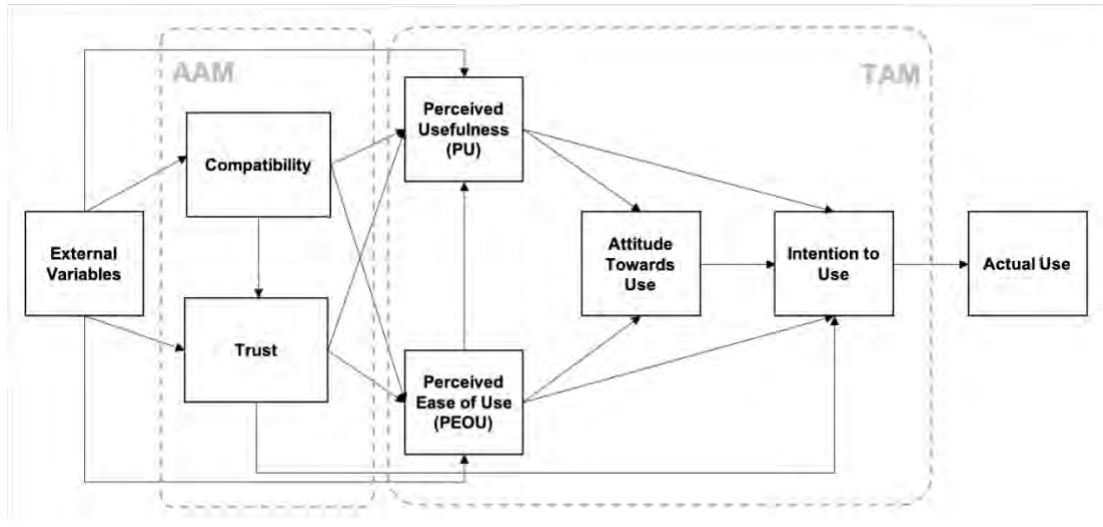 AAM
TAM
Perceived
Usefulness
(PU)
Compatibility
External
Variables
Attitude
Towards
Use
Intention to
Use
Actual Use
Trust
Perceived
Ease of Use
(PEOU)